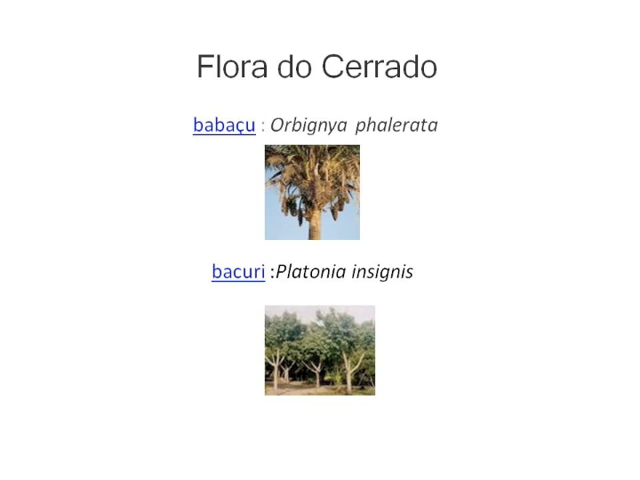 Flora do Cerrado
babaçu : Orbignya phalerata
bacuri :Platonia insignis